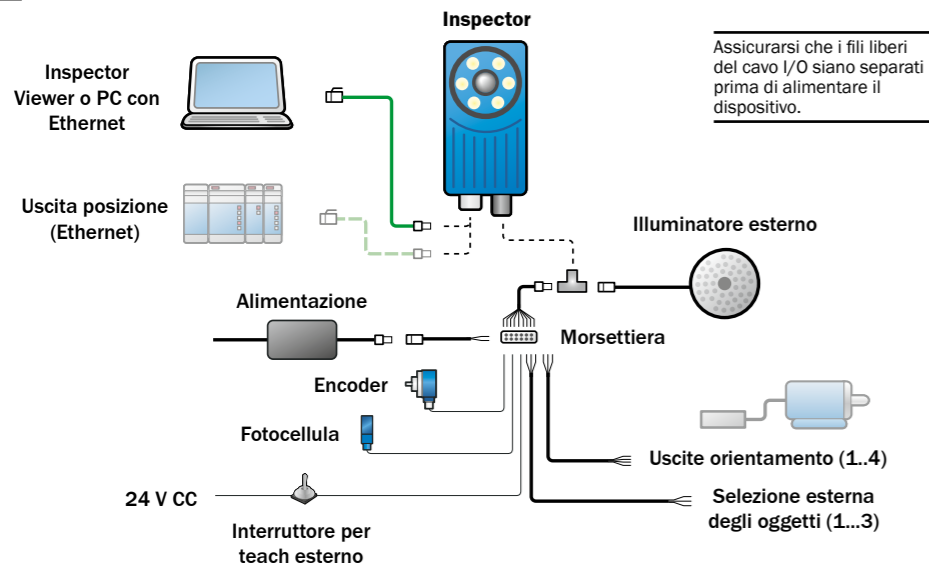 Inspector
Assicurarsi che i fili liberi
del cavo I/O siano separati
prima di alimentare il
dispositivo.
Inspector
Viewer o PC con
Ethernet
Uscita posizione
(Ethernet)
Illuminatore esterno
Alimentazione
Morsettiera
Encoder
Fotocellula
Uscite orientamento (1..4)
24 V CC
Selezione esterna
degli oggetti (1...3)
Interruttore per
teach esterno